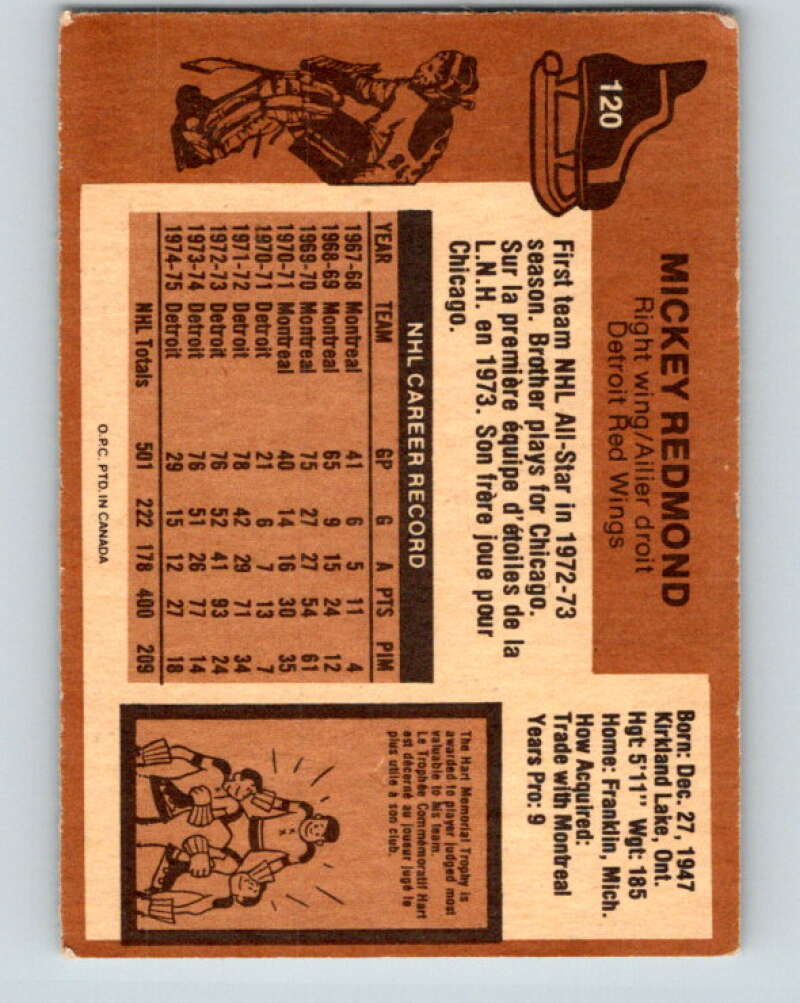 120
MICKEY REDMOND
Right wing/Ailier droit
Detroit Red Wings
Born: Dec. 27, 1947
Kirkland Lake, Ont.
Hgt: 5'11" Wgt: 185
Home: Franklin, Mich.
How Acquired:
Trade with Montreal
Years Pro: 9
First team NHL All-Star in 1972-73
season. Brother plays for Chicago.
Sur la première équipe d'étoiles de la
L.N.H. en 1973. Son frère joue pour
Chicago.
NHL CAREER RECORD
YEAR TEAM GP G A PTS PIM
1967-68 Montreal 41 6 5 11 4
1968-69 Montreal 65 9 15 24 12
1969-70 Montreal 75 27 27 54 61
1970-71 Montreal 40 14 16 30 35
1970-71 Detroit 21 6 7 13 7
1971-72 Detroit 78 42 29 71 34
1972-73 Detroit 76 52 41 93 24
1973-74 Detroit 76 51 26 77 14
1974-75 Detroit 29 15 12 27 18
NHL Totals 501 222 178 400 209
The Hart Memorial Trophy is
awarded to player judged most
valuable to his team.
Le Trophée Commémoratif Hart
est décerné au joueur jugé le
plus utile à son club.
O.P.C. PTD. IN CANADA